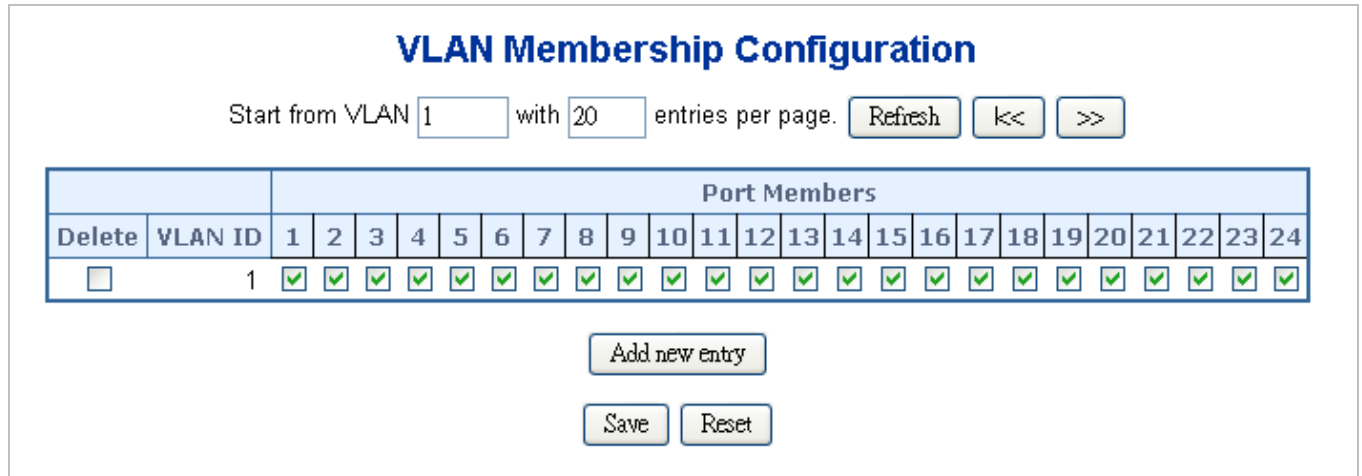 VLAN Membership Configuration
Start from VLAN 1 with 20 entries per page. Refresh |<< >>
Port Members
Delete VLAN ID 1 2 3 4 5 6 7 8 9 10 11 12 13 14 15 16 17 18 19 20 21 22 23 24
1
Add new entry
Save Reset